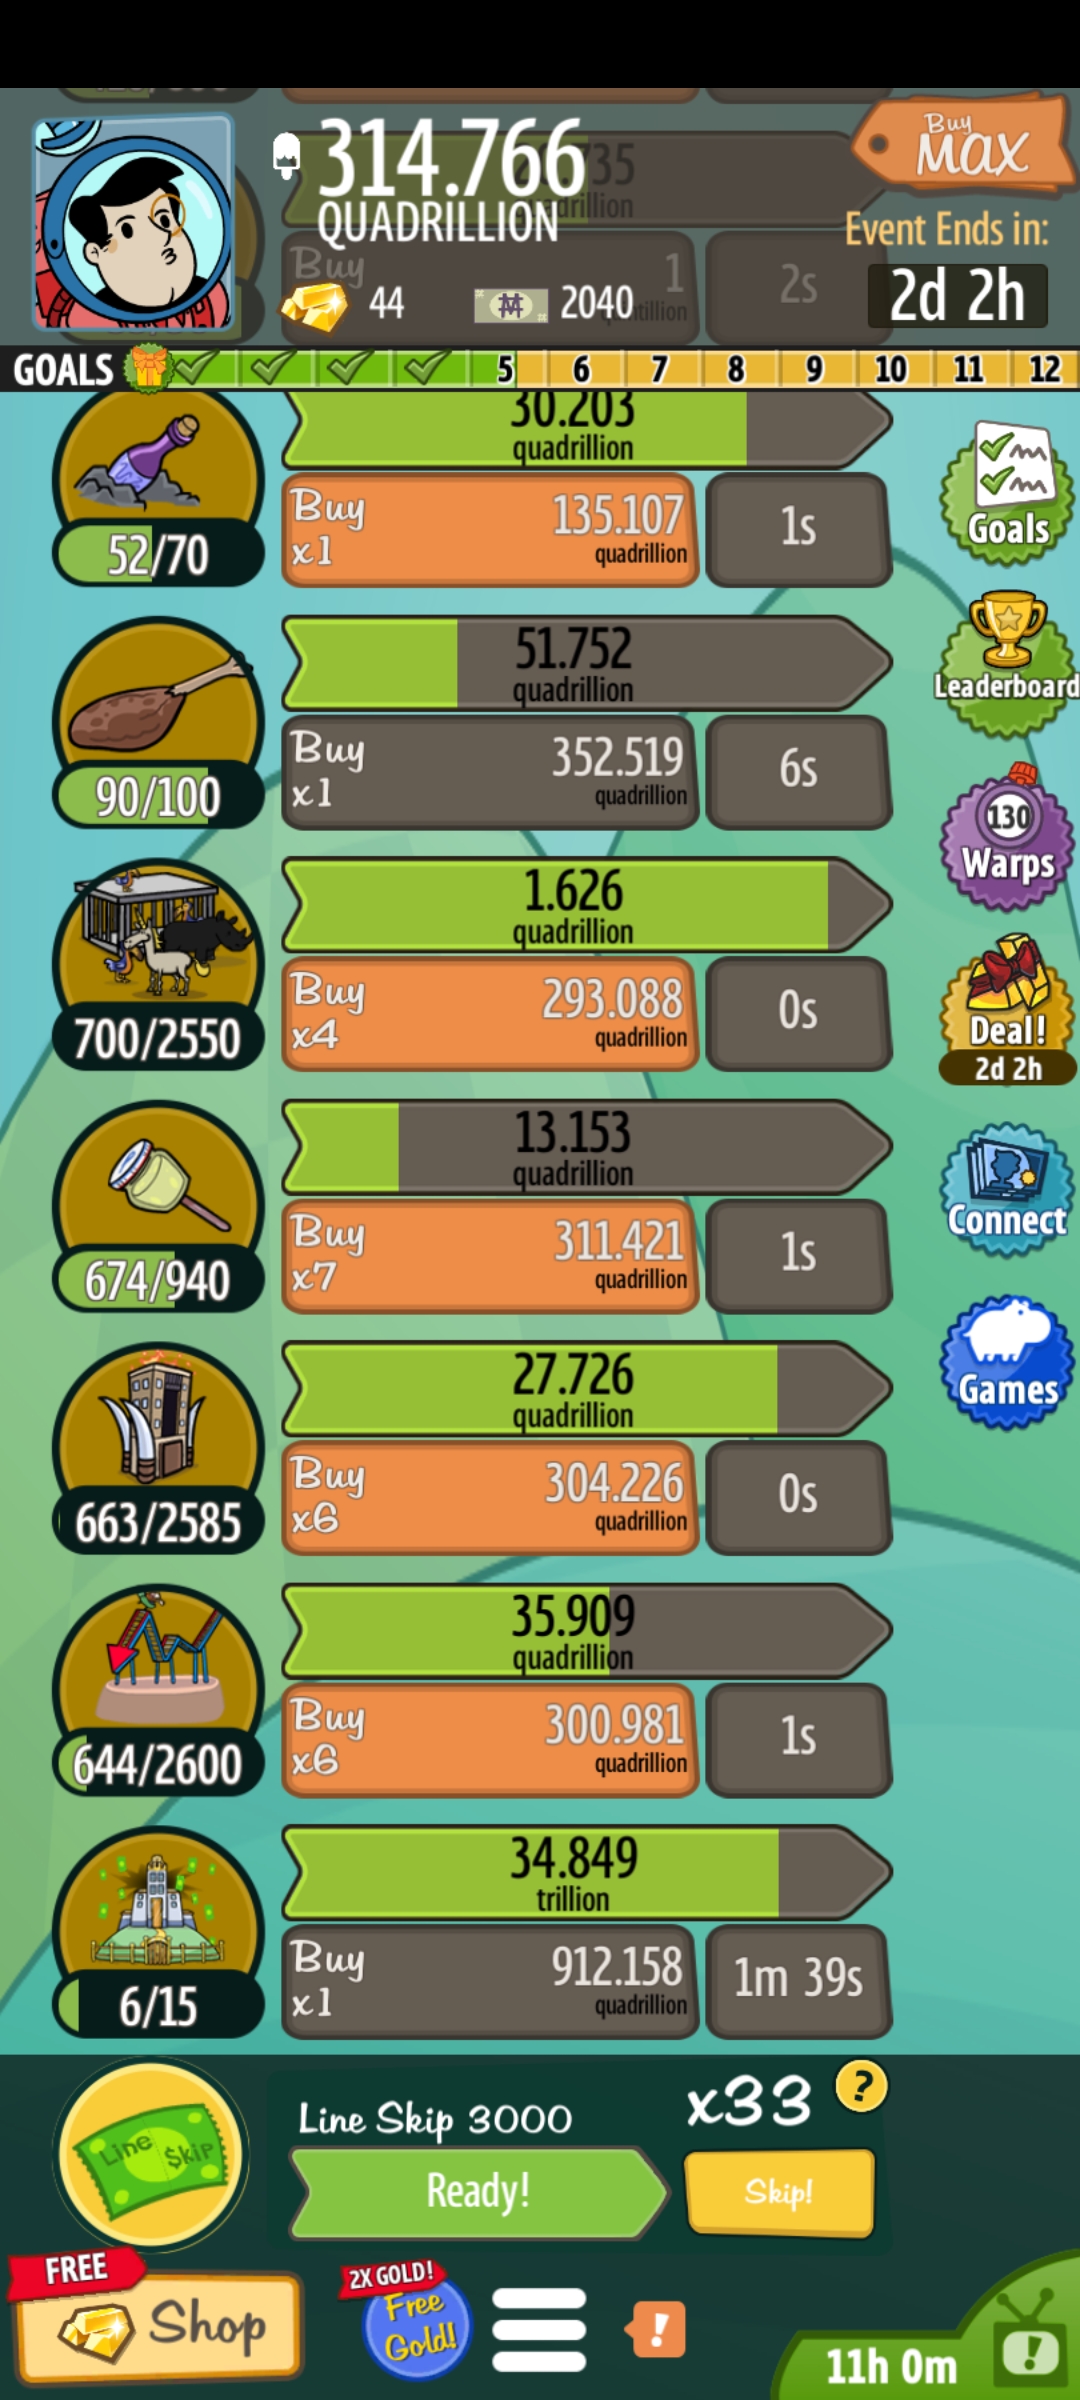 314.766
QUADRILLION
Buy
MAX
Event Ends in:
2d 2h
44
2040
Buy
1
2s
GOALS
5 6 7 8 9 10 11 12
30.203
quadrillion
Buy
x1
135.107
quadrillion
1s
52/70
Goals
51.752
quadrillion
Buy
x1
352.519
quadrillion
6s
90/100
Leaderboard
130
Warps
1.626
quadrillion
Buy
x4
293.088
quadrillion
0s
700/2550
Deal!
2d 2h
13.153
quadrillion
Buy
x7
311.421
quadrillion
1s
674/940
Connect
27.726
quadrillion
Buy
x6
304.226
quadrillion
0s
663/2585
Games
35.909
quadrillion
Buy
x6
300.981
quadrillion
1s
644/2600
34.849
trillion
Buy
x1
912.158
quadrillion
1m 39s
6/15
Line $kip
Line Skip 3000
x33
?
Ready!
Skip!
FREE
Shop
2X GOLD!
Free
Gold!
!
11h 0m
!